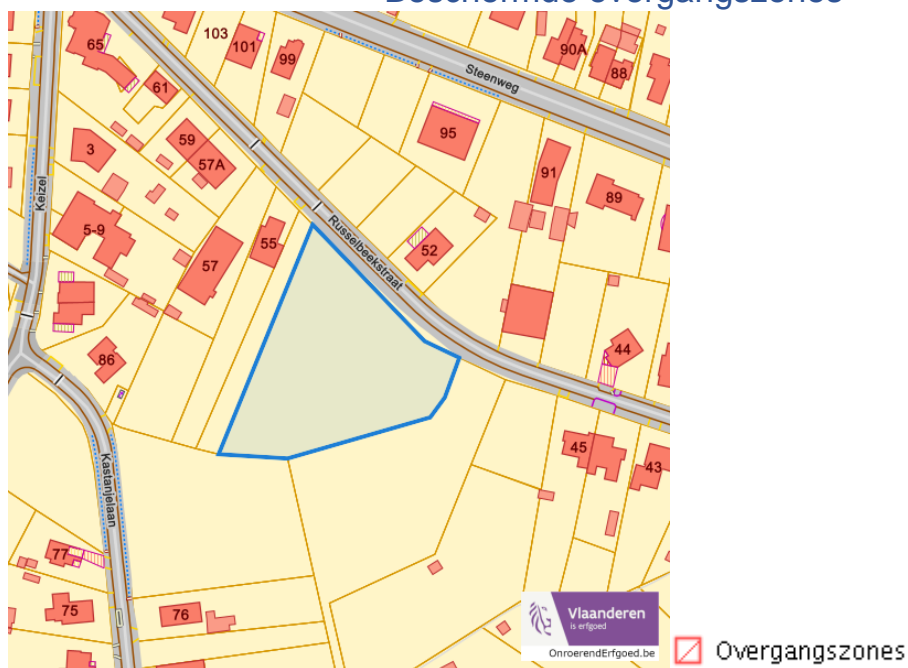 Beschermde overgangszones
65
103
101
99
90A
88
Steenweg
61
95
59
57A
3
91
89
Keizel
5-9
55
Russelbeekstraat
52
57
44
86
45
43
Kastanjelaan
77
75
76
Vlaanderen
is erfgoed
OnroerendErfgoed.be
Overgangszones